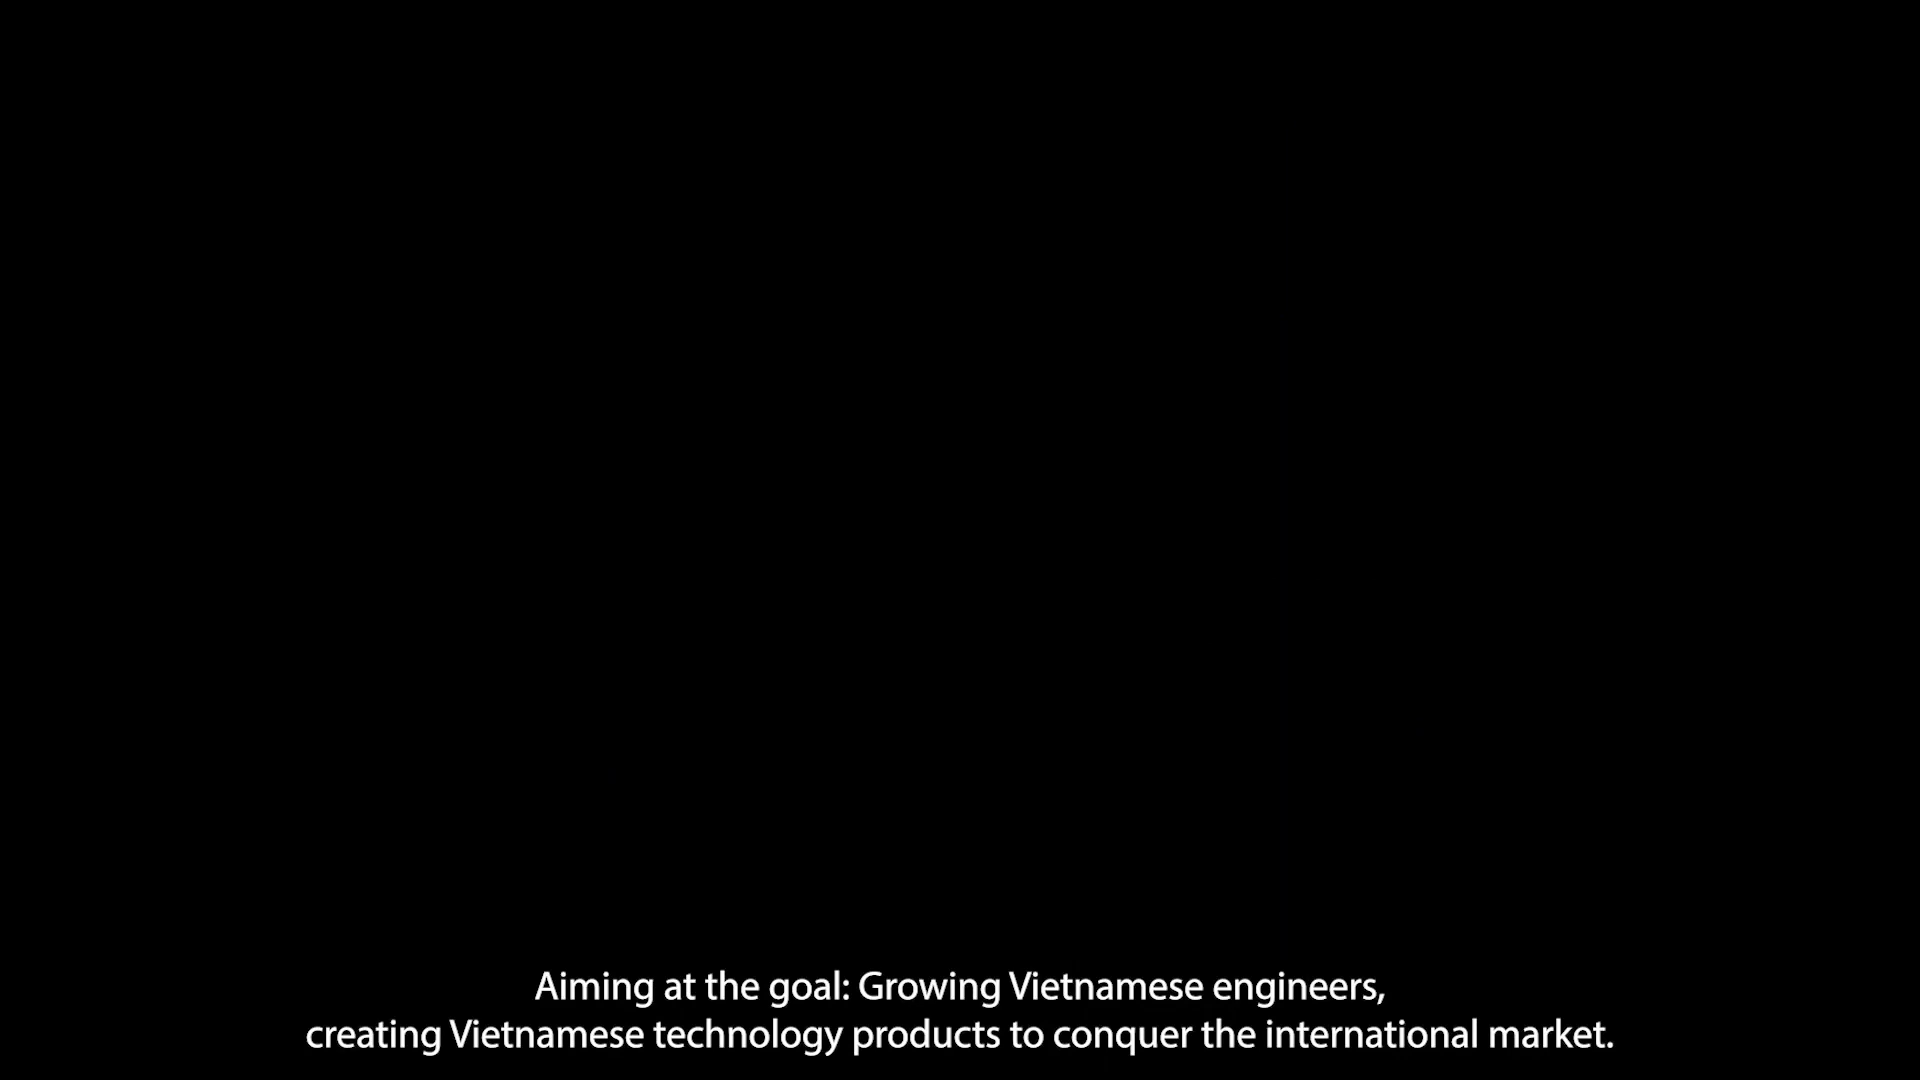 Aiming at the goal: Growing Vietnamese engineers,
creating Vietnamese technology products to conquer the international market.